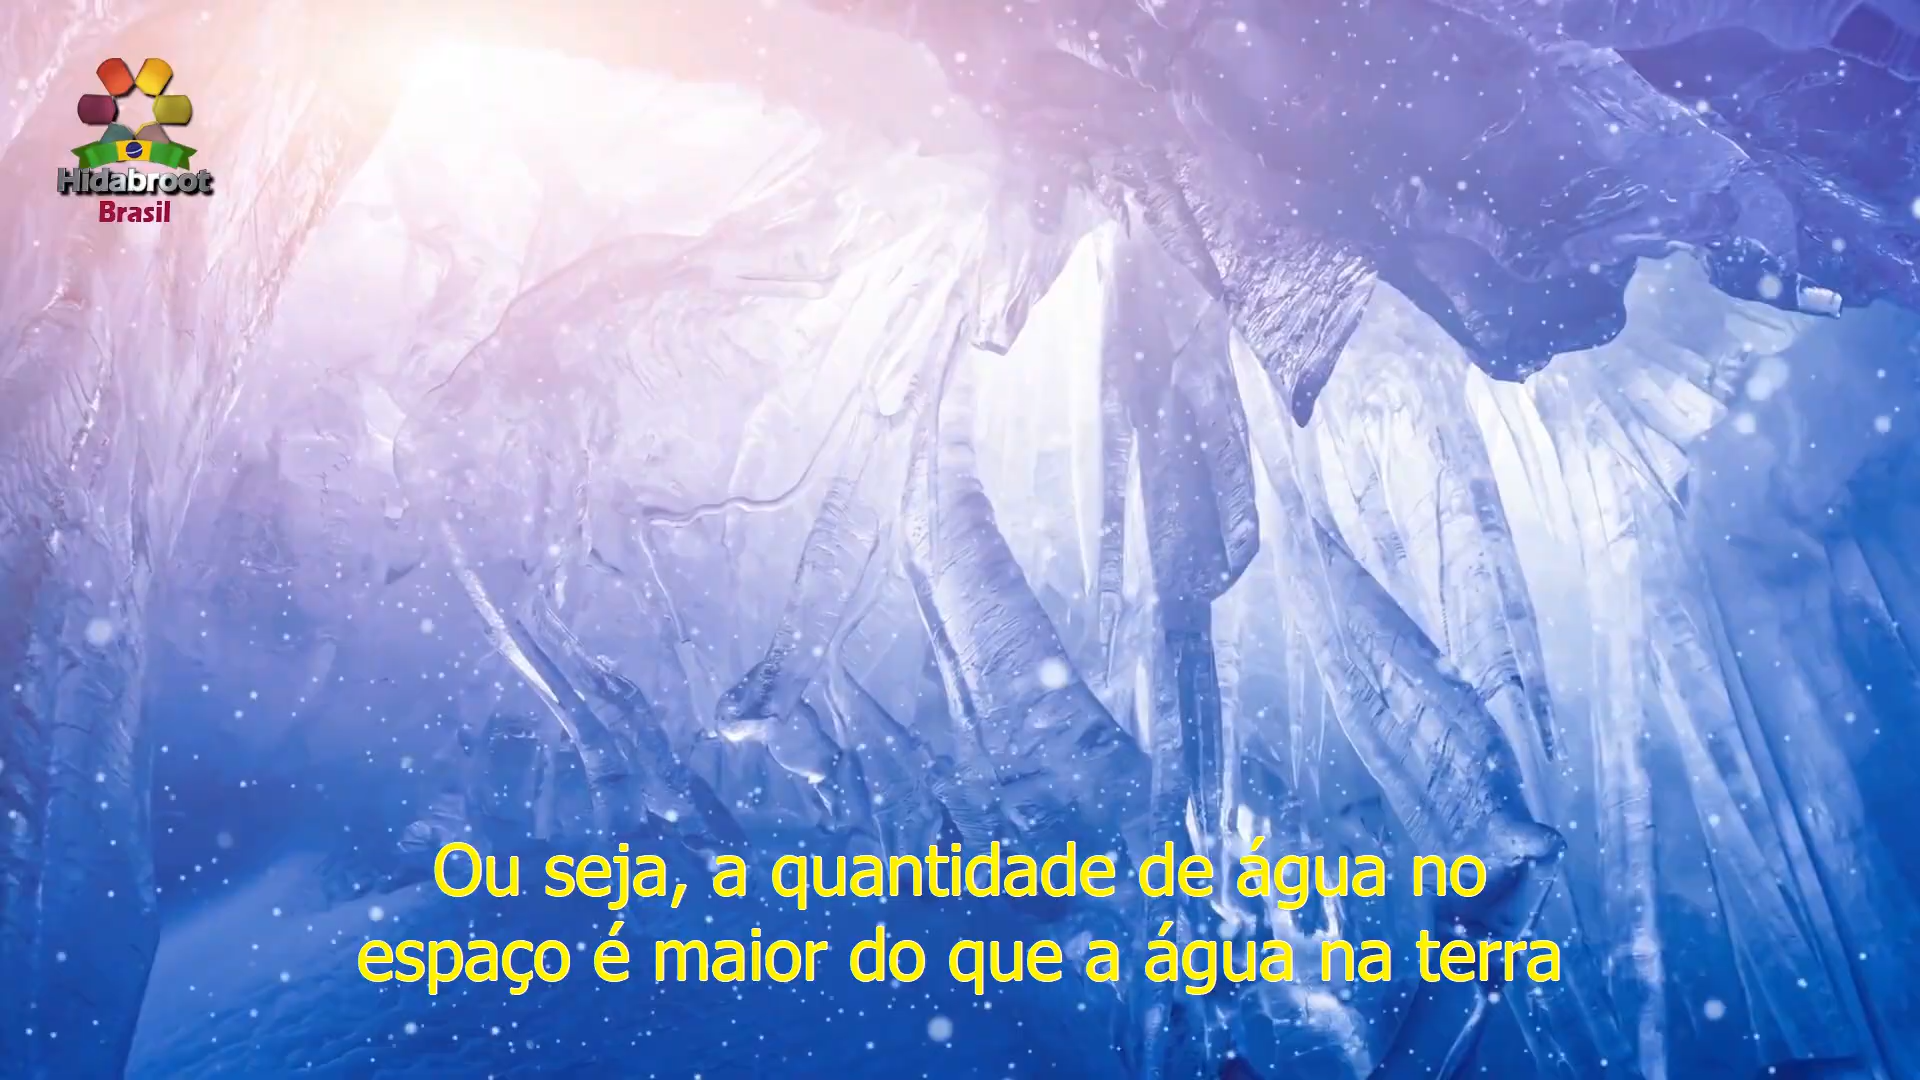 Hidabroot
Brasil
Ou seja, a quantidade de água no
espaço é maior do que a água na terra